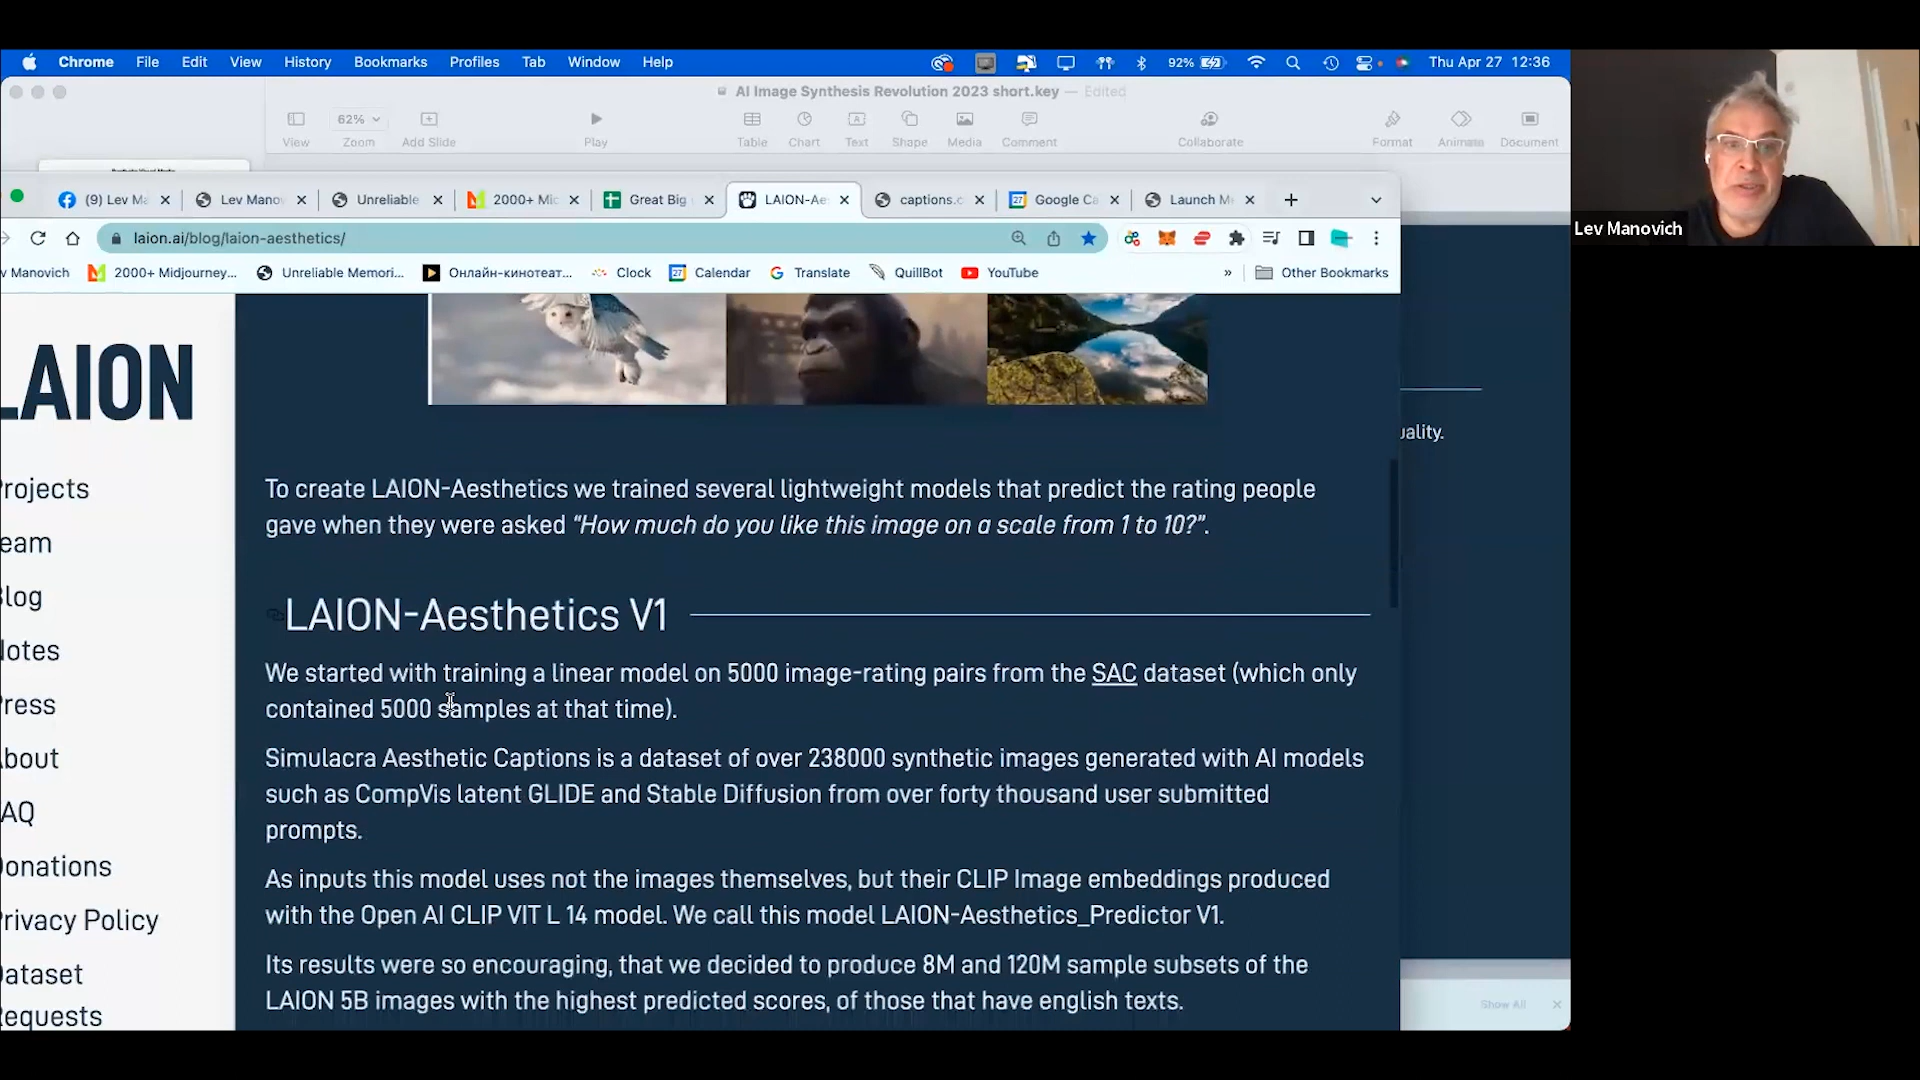 Chrome File Edit View History Bookmarks Profiles Tab Window Help 92% Thu Apr 27 12:36
AI Image Synthesis Revolution 2023 short.key — Edited
62%
View Zoom Add Slide Play Table Chart Text Shape Media Comment Collaborate Format Animate Document
(9) Lev Ma Lev Mano Unreliable 2000+ Mi Great Big LAION-Ae captions.c Google Ca Launch M
laion.ai/blog/laion-aesthetics/
v Manovich 2000+ Midjourney... Unreliable Memori... Онлайн-кинотеат... Clock 27 Calendar Translate QuillBot YouTube » Other Bookmarks
Lev Manovich
LAION
rojects
eam
log
lotes
ress
bout
AQ
onations
rivacy Policy
ataset
equests
uality.
To create LAION-Aesthetics we trained several lightweight models that predict the rating people
gave when they were asked “How much do you like this image on a scale from 1 to 10?”.
LAION-Aesthetics V1
We started with training a linear model on 5000 image-rating pairs from the SAC dataset (which only
contained 5000 samples at that time).
Simulacra Aesthetic Captions is a dataset of over 238000 synthetic images generated with AI models
such as CompVis latent GLIDE and Stable Diffusion from over forty thousand user submitted
prompts.
As inputs this model uses not the images themselves, but their CLIP Image embeddings produced
with the Open AI CLIP VIT L 14 model. We call this model LAION-Aesthetics_Predictor V1.
Its results were so encouraging, that we decided to produce 8M and 120M sample subsets of the
LAION 5B images with the highest predicted scores, of those that have english texts.
Show All